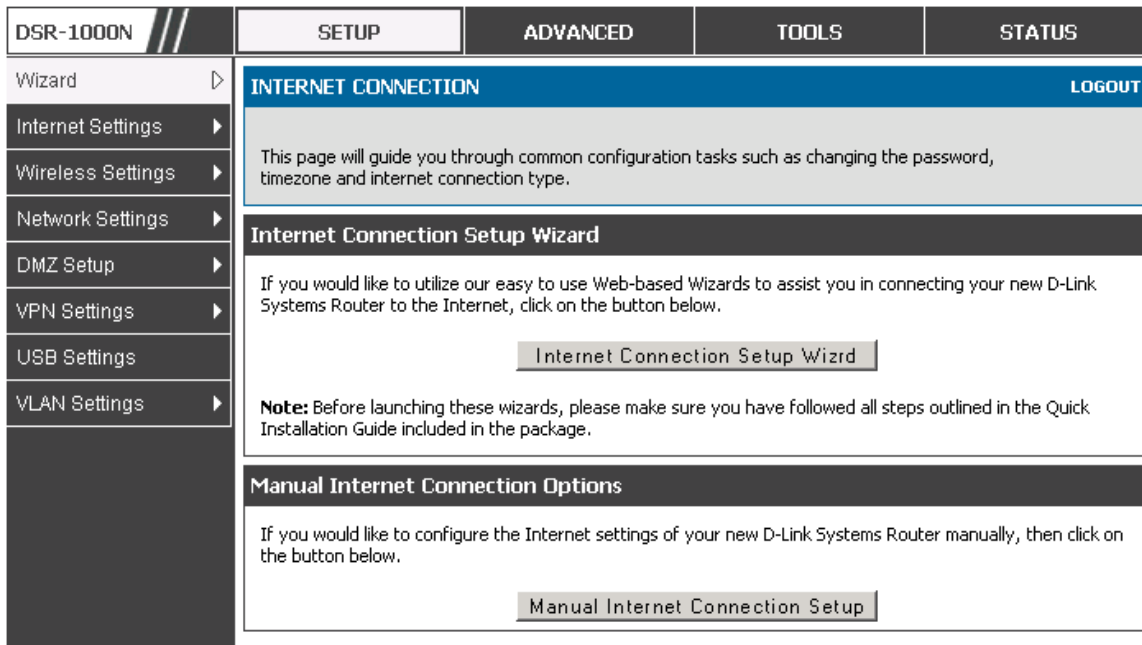 DSR-1000N
SETUP
ADVANCED
TOOLS
STATUS
Wizard
Internet Settings
Wireless Settings
Network Settings
DMZ Setup
VPN Settings
USB Settings
VLAN Settings
INTERNET CONNECTION
LOGOUT
This page will guide you through common configuration tasks such as changing the password,
timezone and internet connection type.
Internet Connection Setup Wizard
If you would like to utilize our easy to use Web-based Wizards to assist you in connecting your new D-Link
Systems Router to the Internet, click on the button below.
Internet Connection Setup Wizrd
Note: Before launching these wizards, please make sure you have followed all steps outlined in the Quick
Installation Guide included in the package.
Manual Internet Connection Options
If you would like to configure the Internet settings of your new D-Link Systems Router manually, then click on
the button below.
Manual Internet Connection Setup